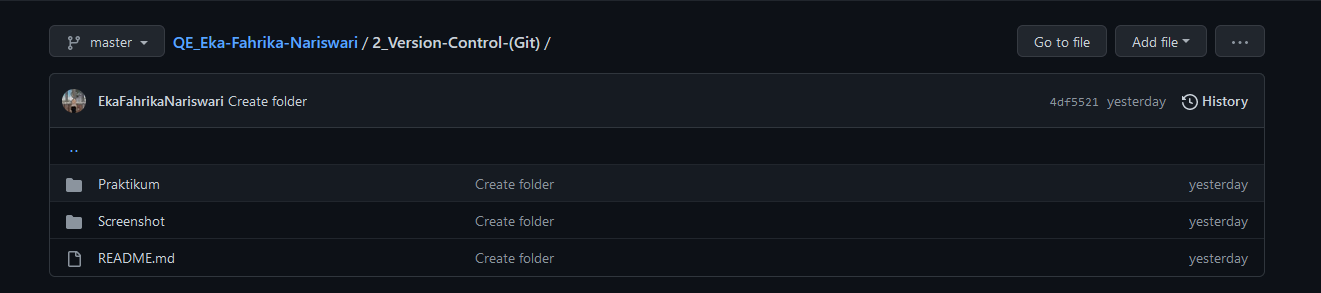 master QE_Eka-Fahrika-Nariswari / 2_Version-Control-(Git) / Go to file Add file ...
EkaFahrikaNariswari Create folder 4df5521 yesterday History
..
Praktikum Create folder yesterday
Screenshot Create folder yesterday
README.md Create folder yesterday